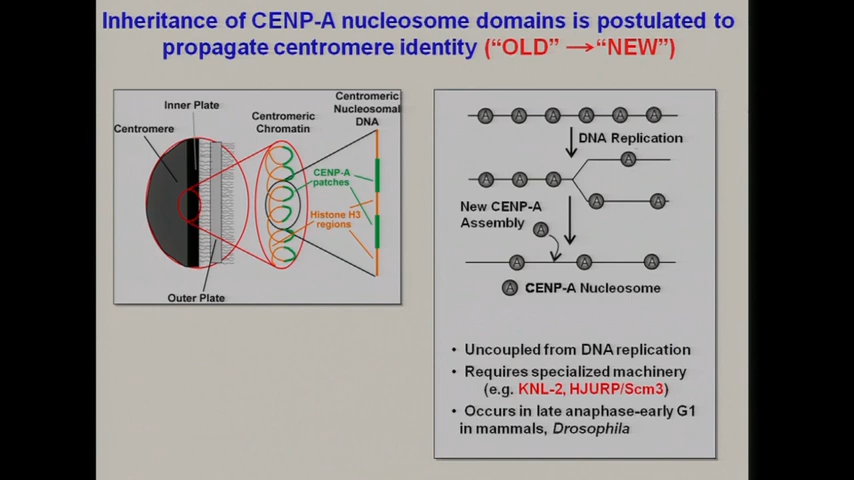 Inheritance of CENP-A nucleosome domains is postulated to
propagate centromere identity (“OLD” →“NEW”)
Inner Plate
Centromere
Outer Plate
Centromeric
Chromatin
Centromeric
Nucleosomal
DNA
CENP-A
patches
Histone H3
regions
A A A A A A
DNA Replication
A
A A A
A A
New CENP-A
Assembly
A
A A A
A CENP-A Nucleosome
• Uncoupled from DNA replication
• Requires specialized machinery
(e.g. KNL-2, HJURP/Scm3)
• Occurs in late anaphase-early G1
in mammals, Drosophila